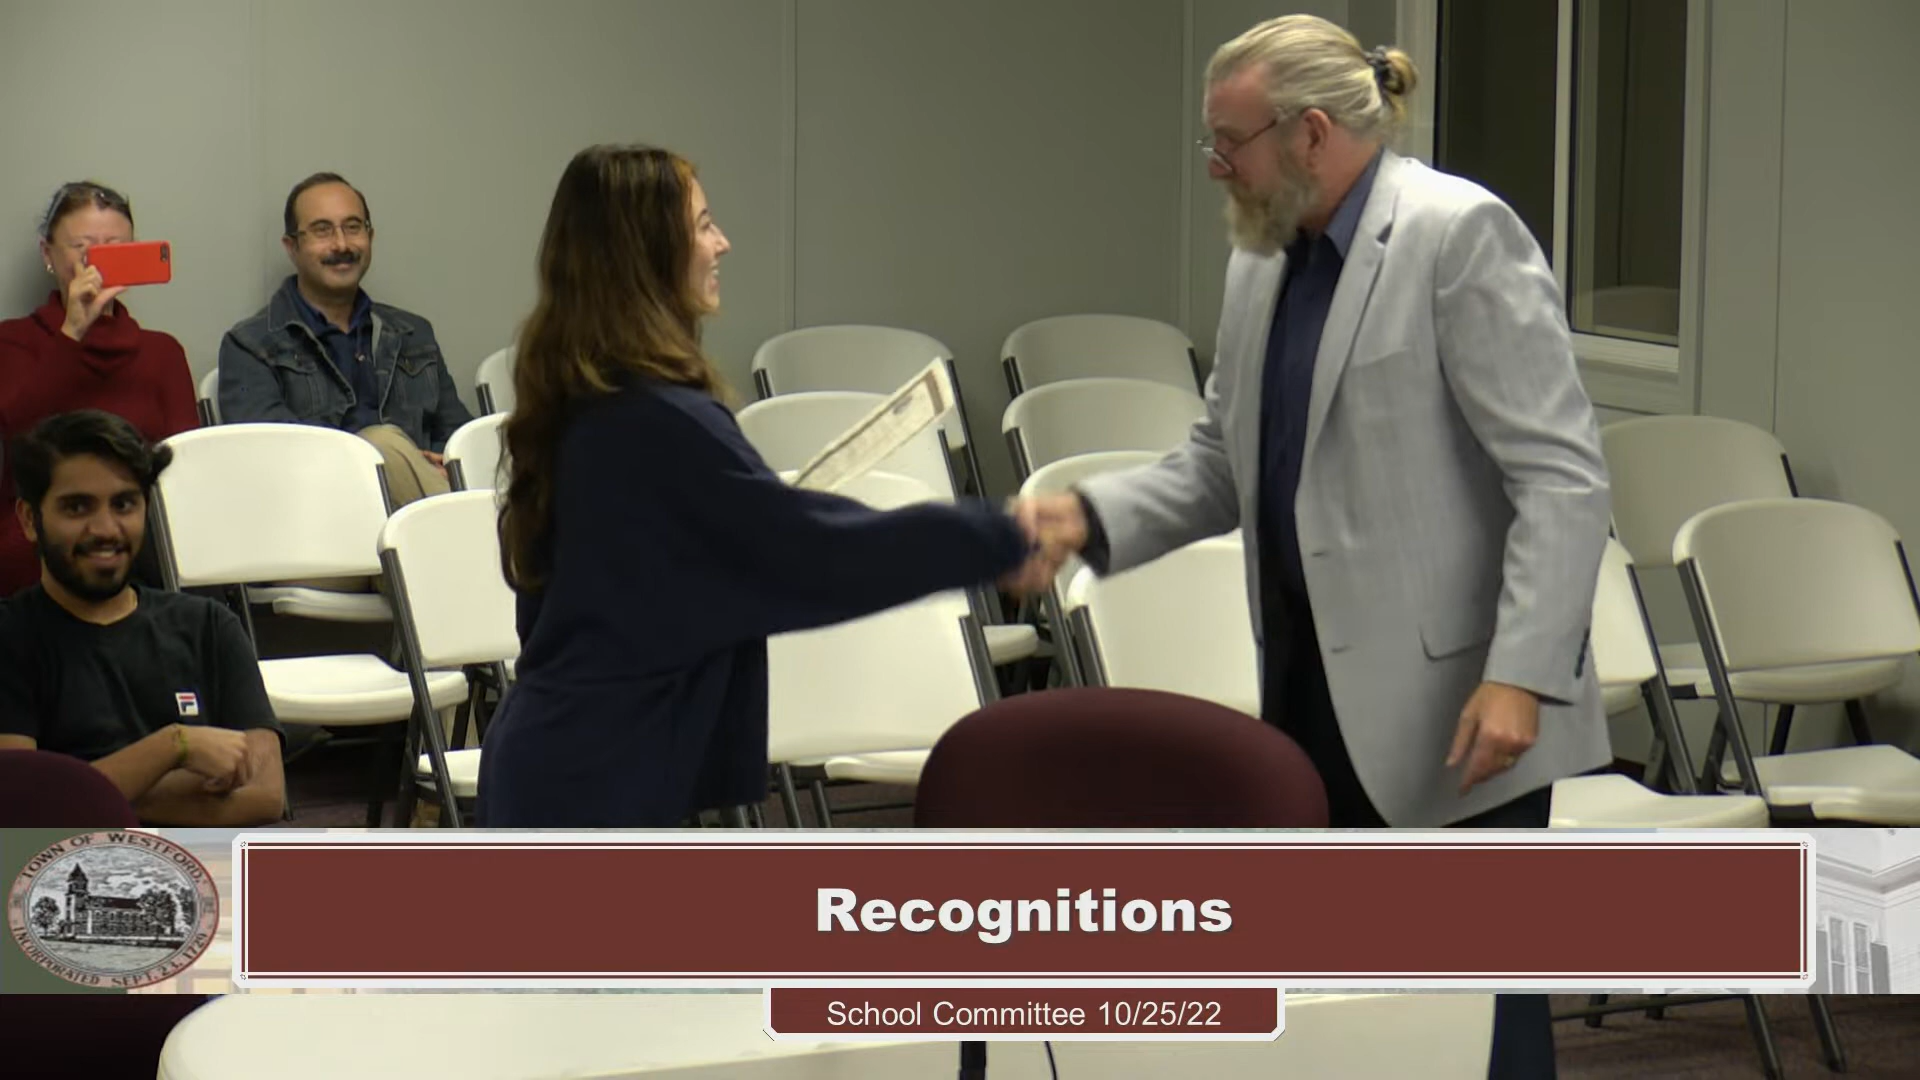 TOWN OF WESTFORD.
INCORPORATED SEPT. 23, 1729.
Recognitions
School Committee 10/25/22